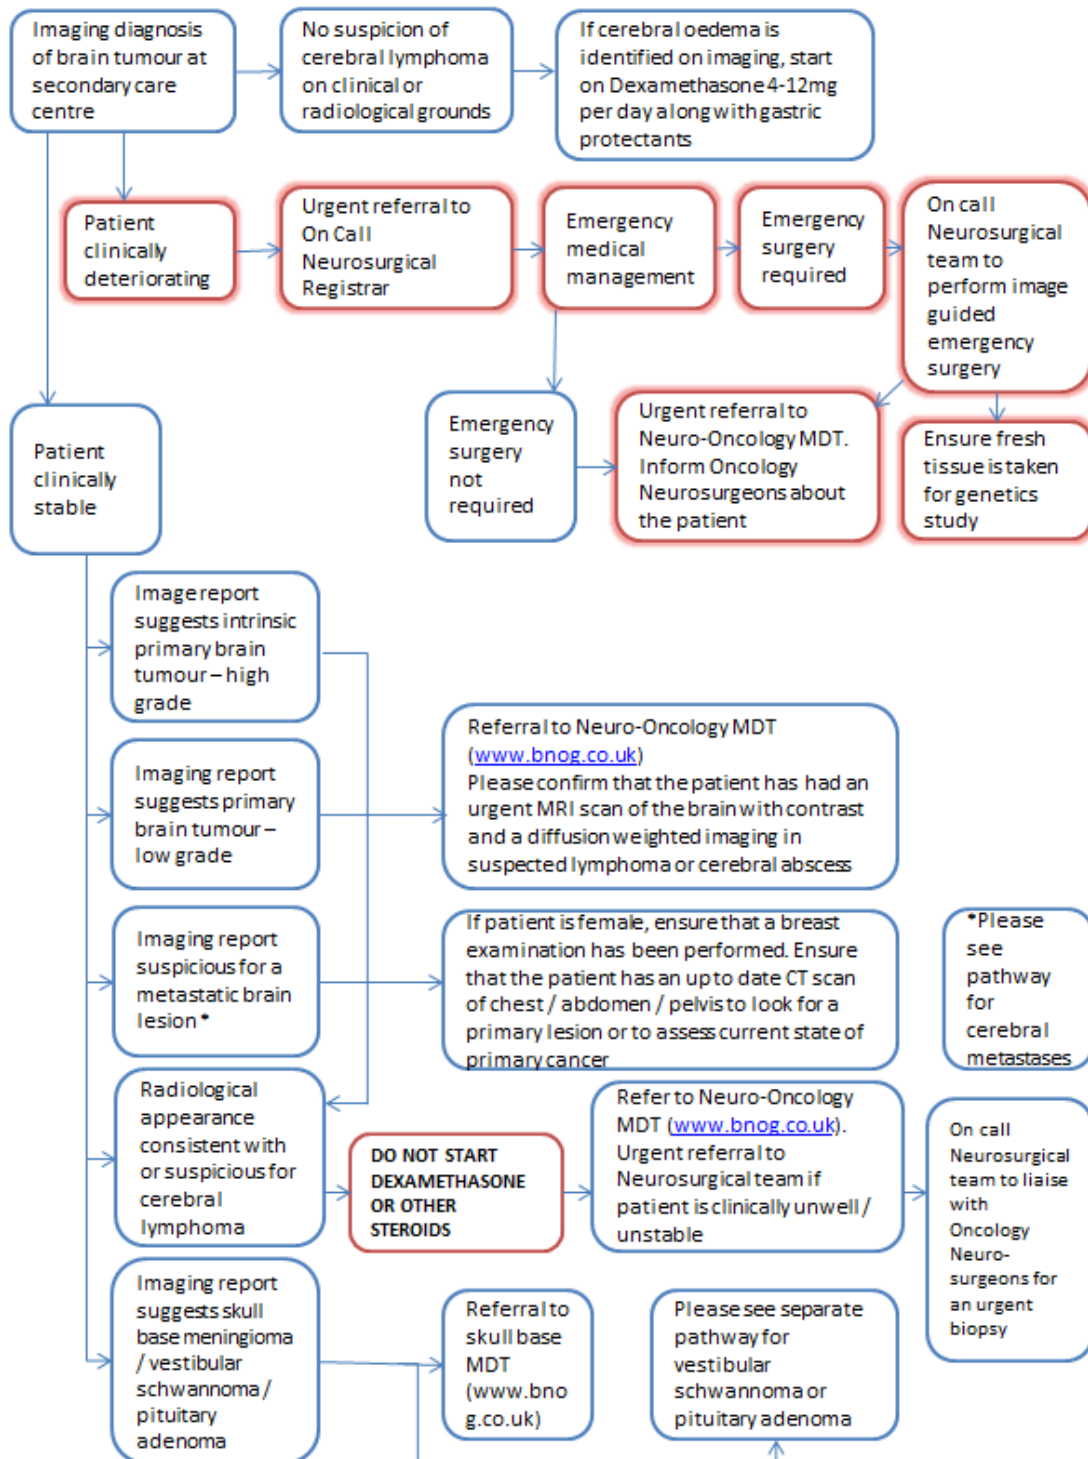 Imaging diagnosis
of brain tumour at
secondary care
centre
No suspicion of
cerebral lymphoma
on clinical or
radiological grounds
If cerebral oedema is
identified on imaging, start
on Dexamethasone 4-12mg
per day along with gastric
protectants
Patient
clinically
deteriorating
Urgent referral to
On Call
Neurosurgical
Registrar
Emergency
medical
management
Emergency
surgery
required
On call
Neurosurgical
team to
perform image
guided
emergency
surgery
Patient
clinically
stable
Emergency
surgery
not
required
Urgent referral to
Neuro-Oncology MDT.
Inform Oncology
Neurosurgeons about
the patient
Ensure fresh
tissue is taken
for genetics
study
Image report
suggests intrinsic
primary brain
tumour – high
grade
Imaging report
suggests primary
brain tumour –
low grade
Referral to Neuro-Oncology MDT
(www.bnog.co.uk)
Please confirm that the patient has had an
urgent MRI scan of the brain with contrast
and a diffusion weighted imaging in
suspected lymphoma or cerebral abscess
Imaging report
suspicious for a
metastatic brain
lesion *
If patient is female, ensure that a breast
examination has been performed. Ensure
that the patient has an up to date CT scan
of chest / abdomen / pelvis to look for a
primary lesion or to assess current state of
primary cancer
*Please
see
pathway
for
cerebral
metastases
Radiological
appearance
consistent with
or suspicious for
cerebral
lymphoma
DO NOT START
DEXAMETHASONE
OR OTHER
STEROIDS
Refer to Neuro-Oncology
MDT (www.bnog.co.uk).
Urgent referral to
Neurosurgical team if
patient is clinically unwell /
unstable
On call
Neurosurgical
team to liaise
with
Oncology
Neuro-
surgeons for
an urgent
biopsy
Imaging report
suggests skull
base meningioma
/ vestibular
schwannoma /
pituitary
adenoma
Referral to
skull base
MDT
(www.bno
g.co.uk)
Please see separate
pathway for
vestibular
schwannoma or
pituitary adenoma